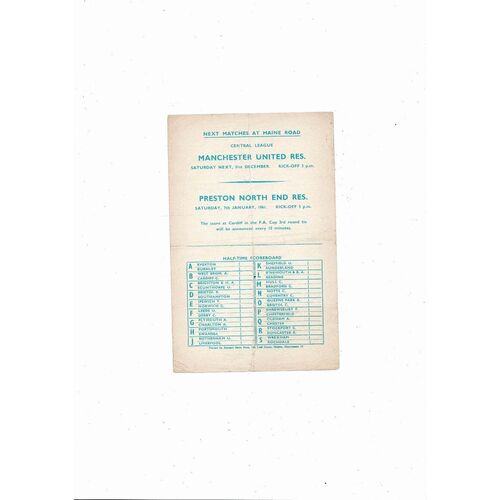 NEXT MATCHES AT MAINE ROAD
CENTRAL LEAGUE
MANCHESTER UNITED RES.
SATURDAY NEXT, 31st DECEMBER. KICK-OFF 3 p.m.
PRESTON NORTH END RES.
SATURDAY, 7th JANUARY, 1961. KICK-OFF 3 p.m.
The score at Cardiff in the F.A. Cup 3rd round tie
will be announced every 15 minutes.
HALF-TIME SCOREBOARD
A EVERTON
BURNLEY
B WEST BROM. A.
CARDIFF C.
C BRIGHTON & H. A.
SCUNTHORPE U.
D BRISTOL R.
SOUTHAMPTON
E IPSWICH T.
NORWICH C.
F LEEDS U.
DERBY C.
G PLYMOUTH A.
CHARLTON A.
H PORTSMOUTH
SWANSEA
J ROTHERHAM U.
LIVERPOOL
K SHEFFIELD U.
SUNDERLAND
L B'MOUTH & B. A.
READING
M HULL C.
BRADFORD C.
N NOTTS C.
COVENTRY C.
O QUEENS PARK R.
BRISTOL C.
P SHREWSBURY T.
CHESTERFIELD
Q OLDHAM A.
CHESTER
R STOCKPORT C.
DONCASTER R.
S WREXHAM
ROCHDALE